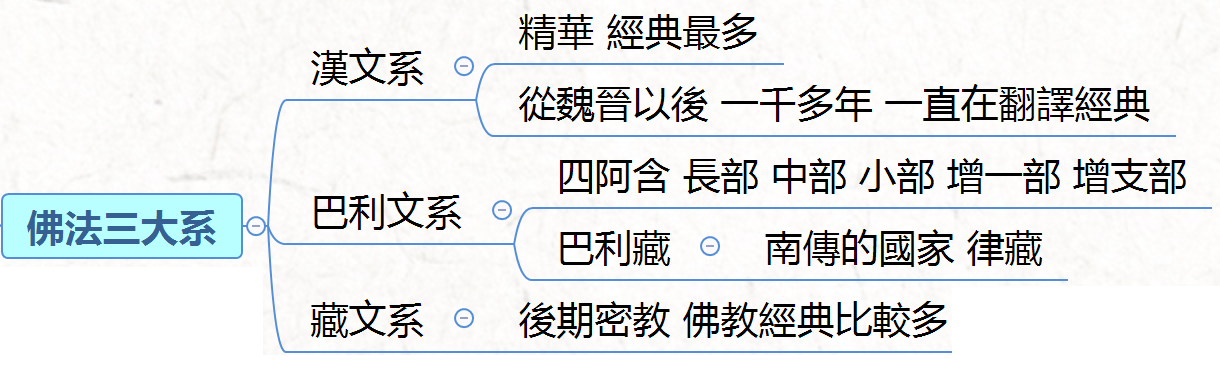 佛法三大系
漢文系
精華 經典最多
從魏晉以後 一千多年 一直在翻譯經典
巴利文系
四阿含 長部 中部 小部 增一部 增支部
巴利藏
南傳的國家 律藏
藏文系
後期密教 佛教經典比較多